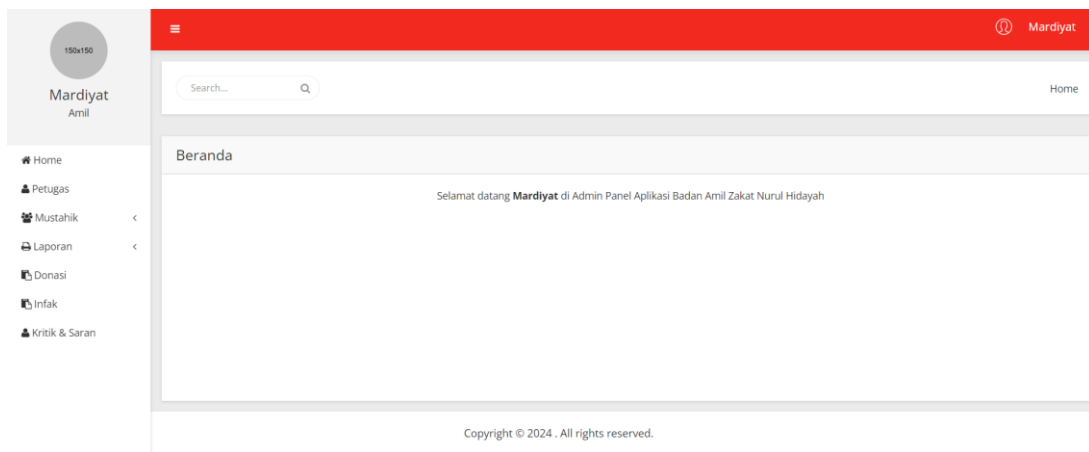 150x150
Mardiyat
Amil
Home
Petugas
Mustahik
Laporan
Donasi
Infak
Kritik & Saran
Mardiyat
Search...
Home
Beranda
Selamat datang Mardiyat di Admin Panel Aplikasi Badan Amil Zakat Nurul Hidayah
Copyright © 2024 . All rights reserved.